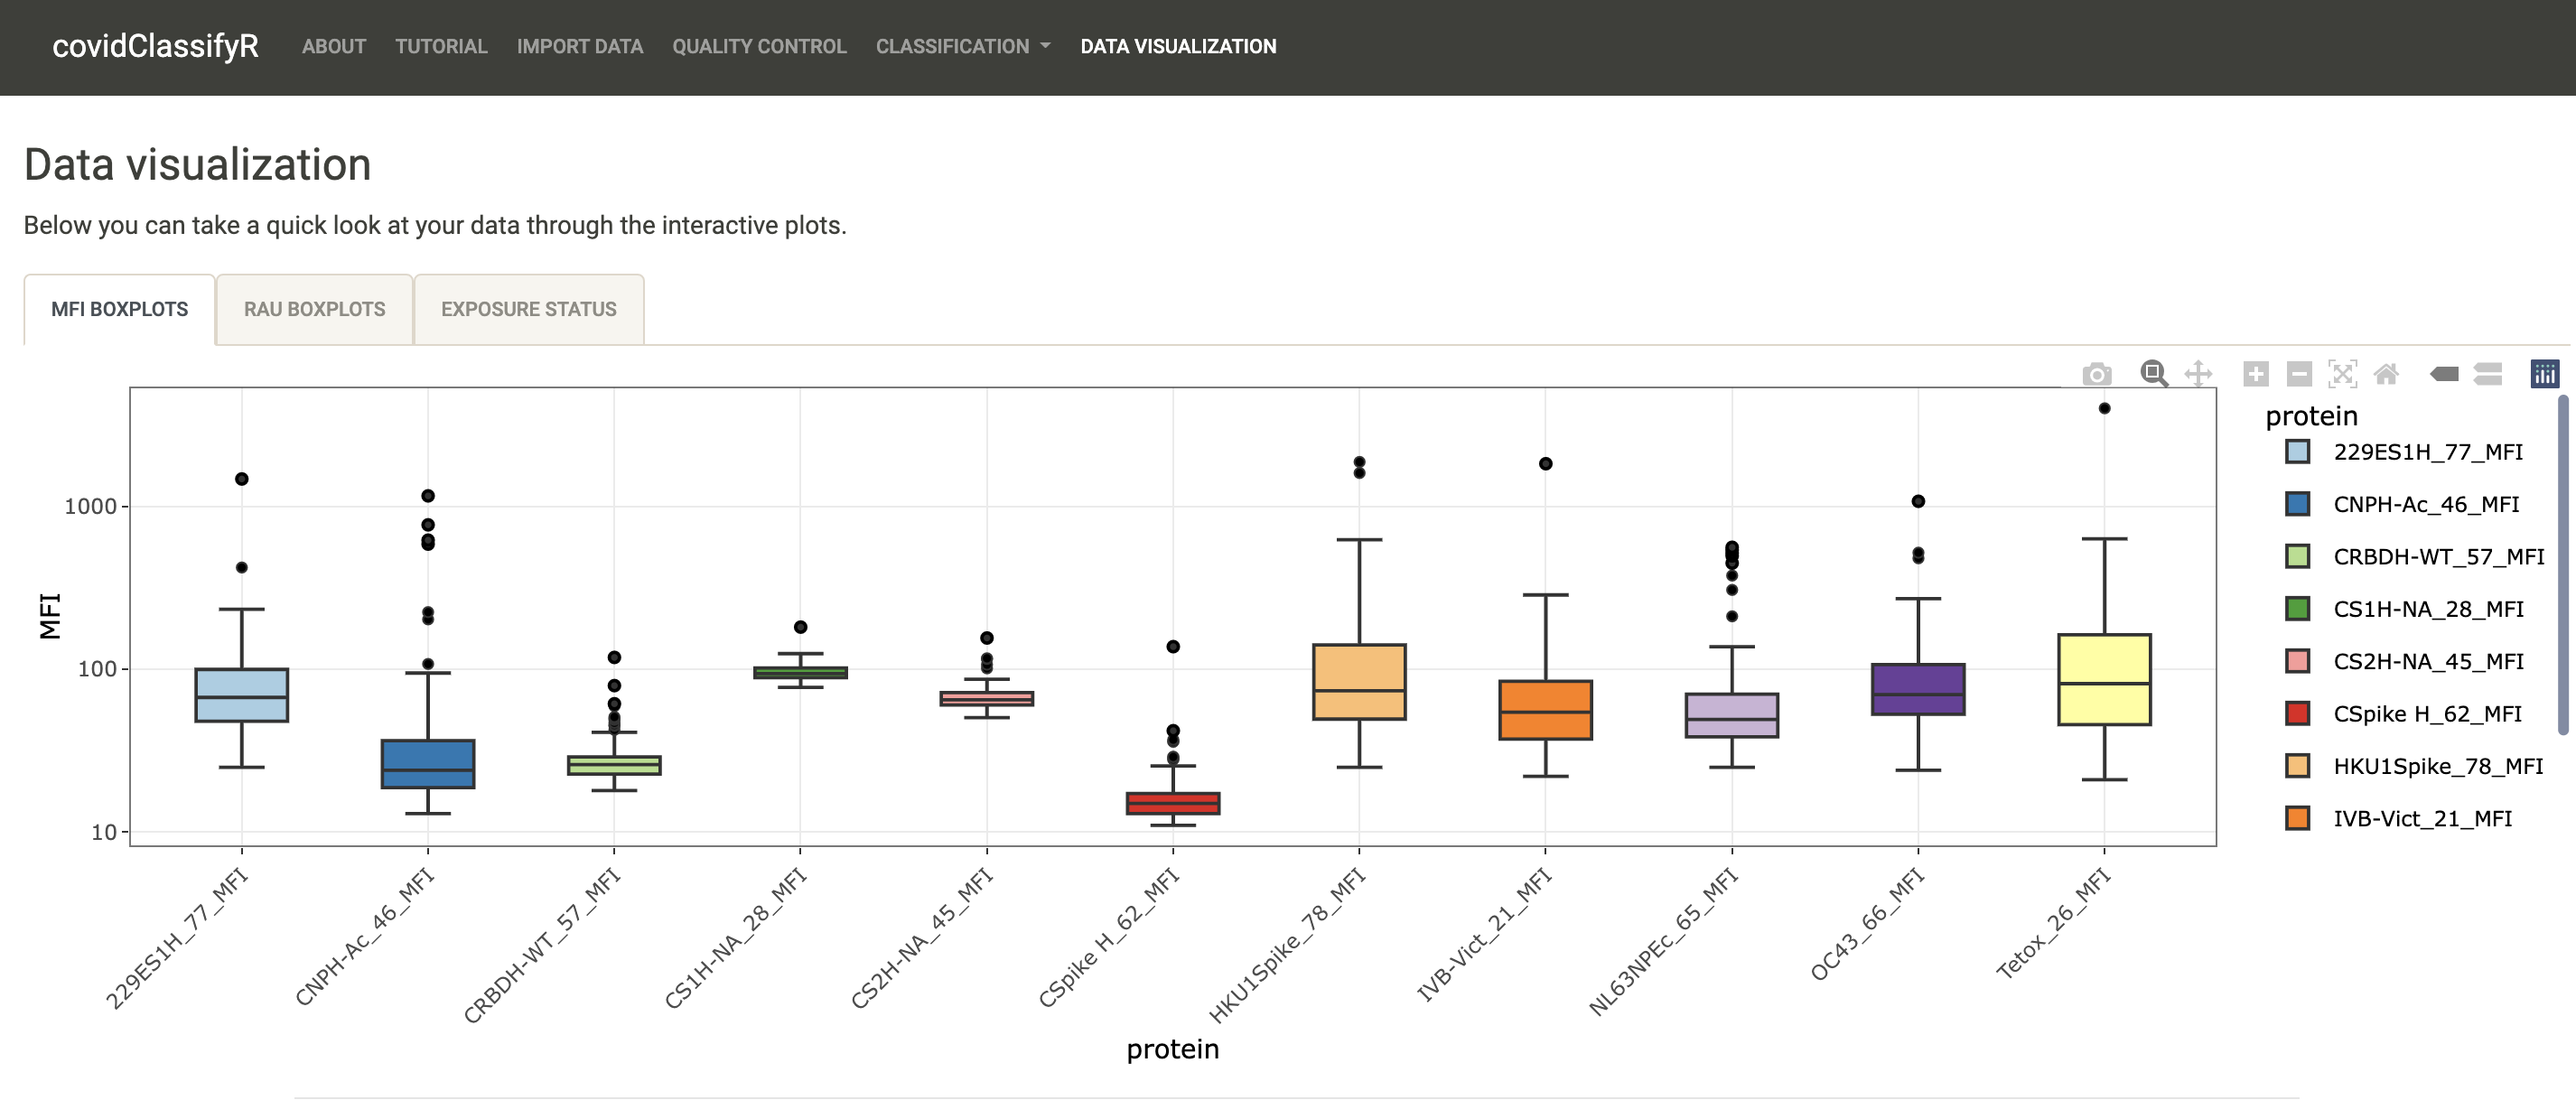 covidClassifyR ABOUT TUTORIAL IMPORT DATA QUALITY CONTROL CLASSIFICATION DATA VISUALIZATION
Data visualization
Below you can take a quick look at your data through the interactive plots.
MFI BOXPLOTS RAU BOXPLOTS EXPOSURE STATUS
MFI
1000
100
10
229ES1H_77_MFI
CNPH-Ac_46_MFI
CRBDH-WT_57_MFI
CS1H-NA_28_MFI
CS2H-NA_45_MFI
CSpike H_62_MFI
HKU1Spike_78_MFI
IVB-Vict_21_MFI
NL63NPEc_65_MFI
OC43_66_MFI
Tetox_26_MFI
protein
protein
229ES1H_77_MFI
CNPH-Ac_46_MFI
CRBDH-WT_57_MFI
CS1H-NA_28_MFI
CS2H-NA_45_MFI
CSpike H_62_MFI
HKU1Spike_78_MFI
IVB-Vict_21_MFI